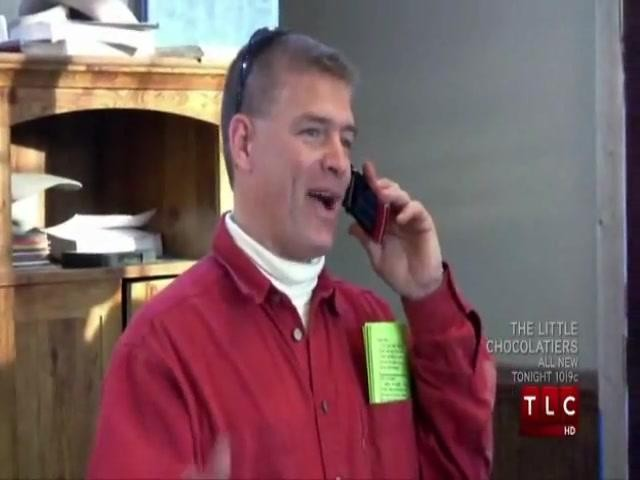 THE LITTLE
CHOCOLATIERS
ALL NEW
TONIGHT 10|9c
TLC
HD